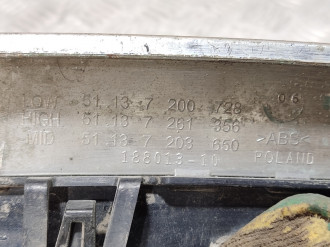 LOW 51.13-7 200 728 06
HIGH 51.13-7 261 356
MID 51.13-7 203 650 >ABS<
188013-10 POLAND